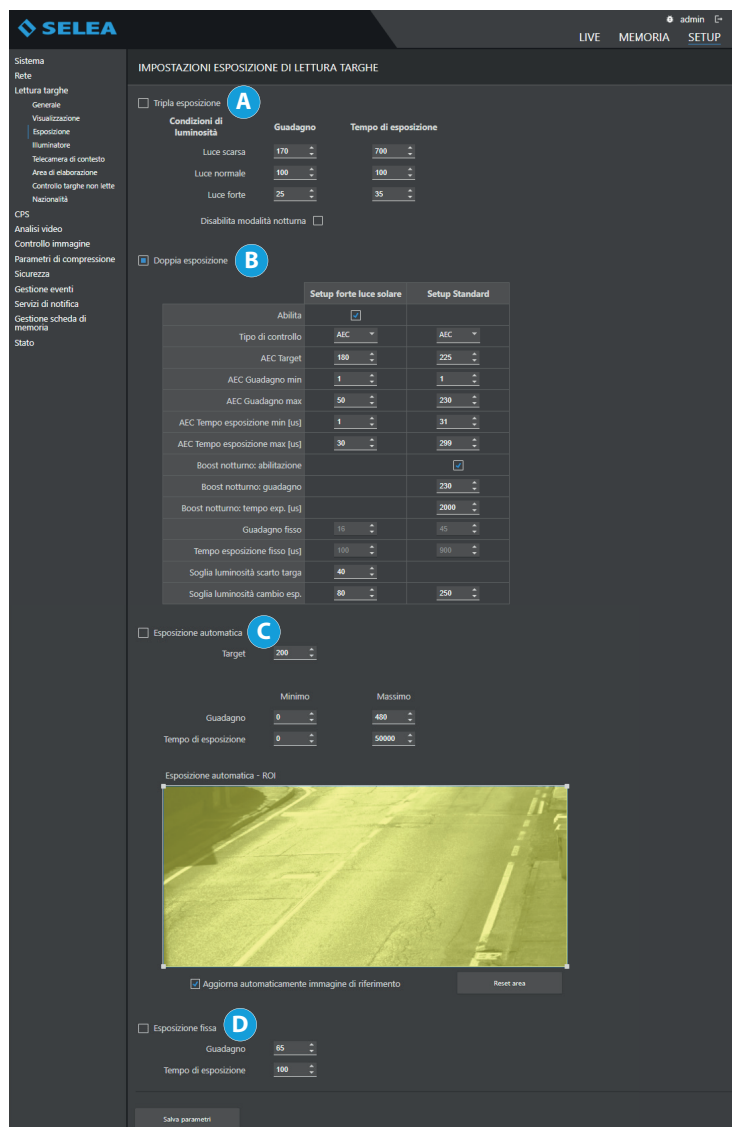 SELEA
admin
LIVE MEMORIA SETUP
Sistema
Rete
Lettura targhe
Generale
Visualizzazione
Esposizione
Illuminatore
Telecamera di contesto
Area di elaborazione
Controllo targhe non lette
Nazionalità
CPS
Analisi video
Controllo immagine
Parametri di compressione
Sicurezza
Gestione eventi
Servizi di notifica
Gestione scheda di
memoria
Stato
IMPOSTAZIONI ESPOSIZIONE DI LETTURA TARGHE
Tripla esposizione A
Condizioni di
luminosità Guadagno Tempo di esposizione
Luce scarsa 170 700
Luce normale 100 100
Luce forte 25 35
Disabilita modalità notturna
Doppia esposizione B
Setup forte luce solare Setup Standard
Abilita
Tipo di controllo AEC AEC
AEC Target 180 225
AEC Guadagno min 1 1
AEC Guadagno max 50 230
AEC Tempo esposizione min [us] 1 31
AEC Tempo esposizione max [us] 30 299
Boost notturno: abilitazione
Boost notturno: guadagno 230
Boost notturno: tempo exp. [us] 2000
Guadagno fisso 16 45
Tempo esposizione fisso [us] 100 900
Soglia luminosità scarto targa 40
Soglia luminosità cambio esp. 80 250
Esposizione automatica C
Target 200
Minimo Massimo
Guadagno 0 480
Tempo di esposizione 0 50000
Esposizione automatica - ROI
Aggiorna automaticamente immagine di riferimento Reset area
Esposizione fissa D
Guadagno 65
Tempo di esposizione 100
Salva parametri